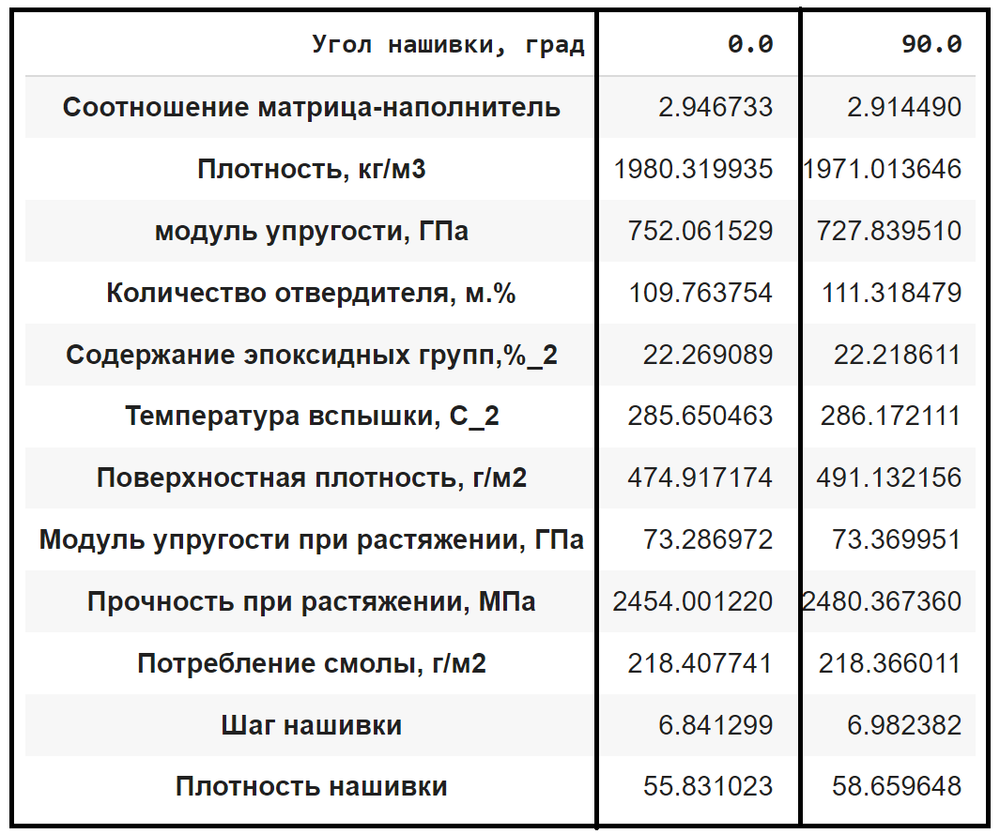 Угол нашивки, град 0.0 90.0
Соотношение матрица-наполнитель 2.946733 2.914490
Плотность, кг/м3 1980.319935 1971.013646
модуль упругости, ГПа 752.061529 727.839510
Количество отвердителя, м.% 109.763754 111.318479
Содержание эпоксидных групп,%_2 22.269089 22.218611
Температура вспышки, С_2 285.650463 286.172111
Поверхностная плотность, г/м2 474.917174 491.132156
Модуль упругости при растяжении, ГПа 73.286972 73.369951
Прочность при растяжении, МПа 2454.001220 2480.367360
Потребление смолы, г/м2 218.407741 218.366011
Шаг нашивки 6.841299 6.982382
Плотность нашивки 55.831023 58.659648